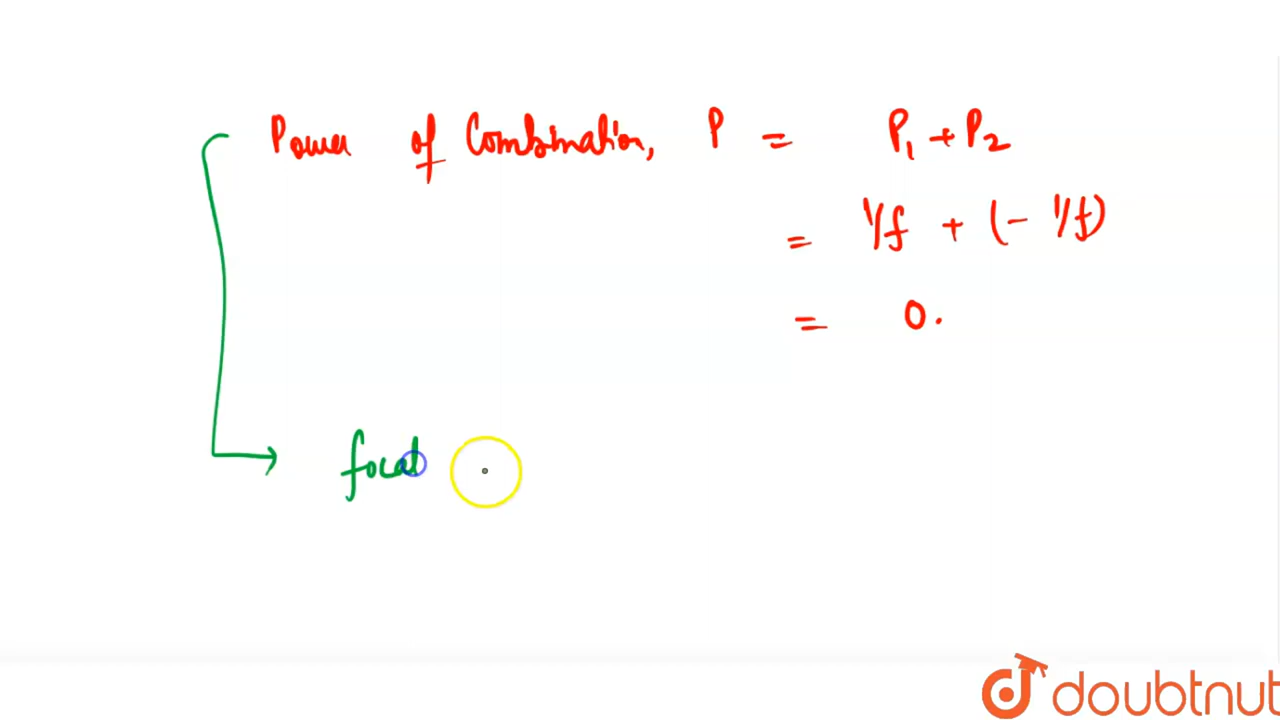 Power of Combination, P = P₁ + P₂
= 1/f + (- 1/f)
= 0.
focal
doubtnut